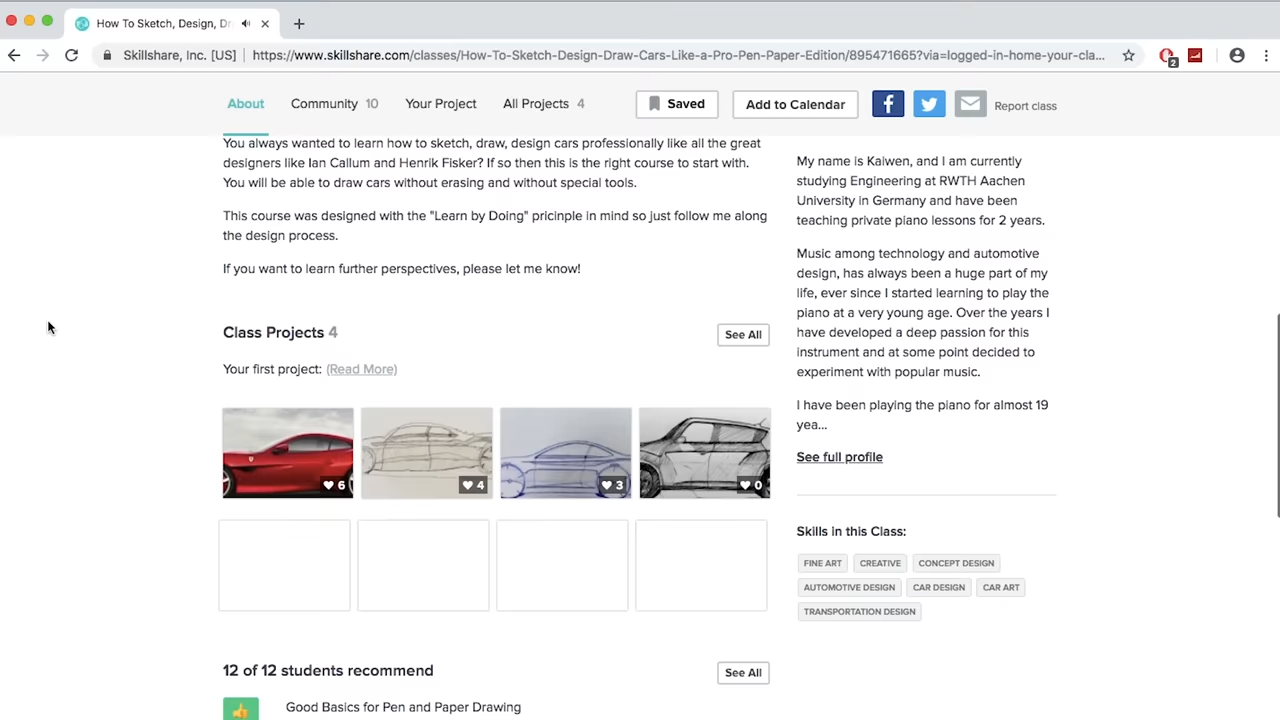 How To Sketch, Design, Dr
Skillshare, Inc. [US]
https://www.skillshare.com/classes/How-To-Sketch-Design-Draw-Cars-Like-a-Pro-Pen-Paper-Edition/895471665?via=logged-in-home-your-cla...
2
About
Community 10
Your Project
All Projects 4
Saved
Add to Calendar
Report class
You always wanted to learn how to sketch, draw, design cars professionally like all the great
designers like Ian Callum and Henrik Fisker? If so then this is the right course to start with.
You will be able to draw cars without erasing and without special tools.
This course was designed with the "Learn by Doing" pricinple in mind so just follow me along
the design process.
If you want to learn further perspectives, please let me know!
Class Projects 4
See All
Your first project: (Read More)
6
4
3
0
12 of 12 students recommend
See All
Good Basics for Pen and Paper Drawing
My name is Kaiwen, and I am currently
studying Engineering at RWTH Aachen
University in Germany and have been
teaching private piano lessons for 2 years.
Music among technology and automotive
design, has always been a huge part of my
life, ever since I started learning to play the
piano at a very young age. Over the years I
have developed a deep passion for this
instrument and at some point decided to
experiment with popular music.
I have been playing the piano for almost 19
yea...
See full profile
Skills in this Class:
FINE ART
CREATIVE
CONCEPT DESIGN
AUTOMOTIVE DESIGN
CAR DESIGN
CAR ART
TRANSPORTATION DESIGN